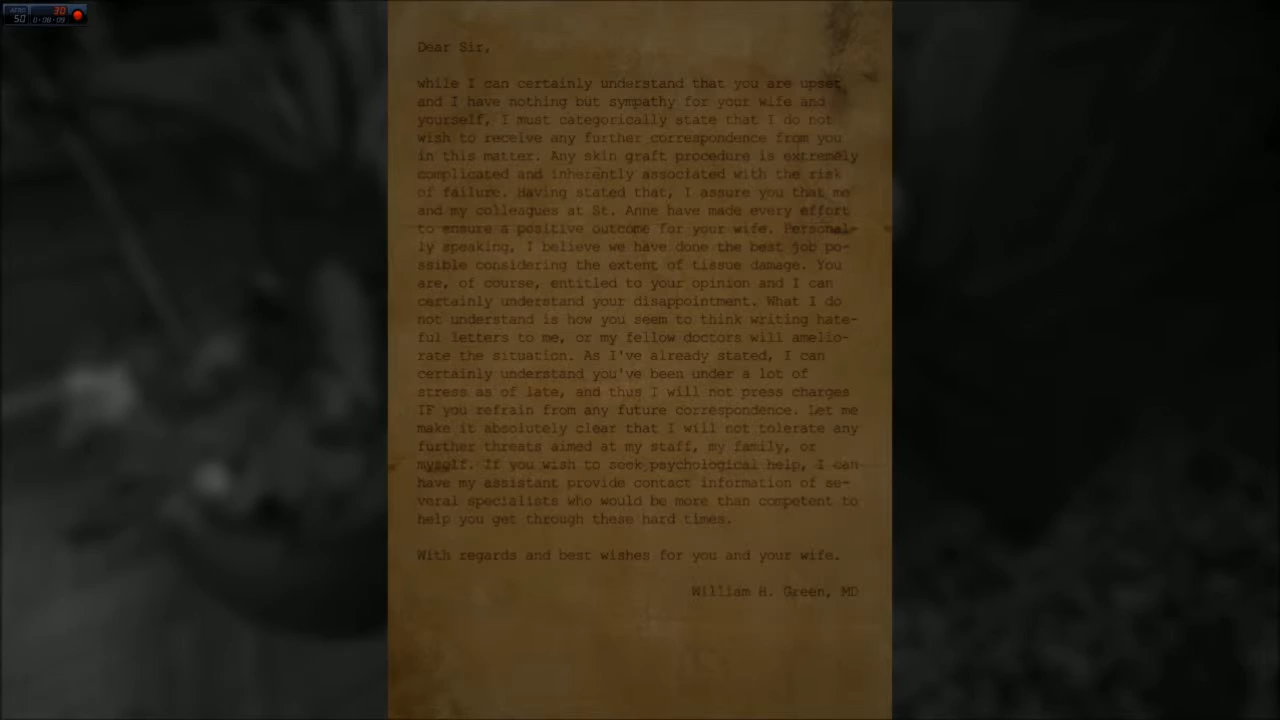 50
30
0:00:09
Dear Sir,
while I can certainly understand that you are upset
and I have nothing but sympathy for your wife and
yourself, I must categorically state that I do not
wish to receive any further correspondence from you
in this matter. Any skin graft procedure is extremely
complicated and inherently associated with the risk
of failure. Having stated that, I assure you that me
and my colleagues at St. Anne have made every effort
to ensure a positive outcome for your wife. Personal-
ly speaking, I believe we have done the best job po-
ssible considering the extent of tissue damage. You
are, of course, entitled to your opinion and I can
certainly understand your disappointment. What I do
not understand is how you seem to think writing hate-
ful letters to me, or my fellow doctors will amelio-
rate the situation. As I've already stated, I can
certainly understand you've been under a lot of
stress as of late, and thus I will not press charges
IF you refrain from any future correspondence. Let me
make it absolutely clear that I will not tolerate any
further threats aimed at my staff, my family, or
myself. If you wish to seek psychological help, I can
have my assistant provide contact information of se-
veral specialists who would be more than competent to
help you get through these hard times.
With regards and best wishes for you and your wife.
William H. Green, MD